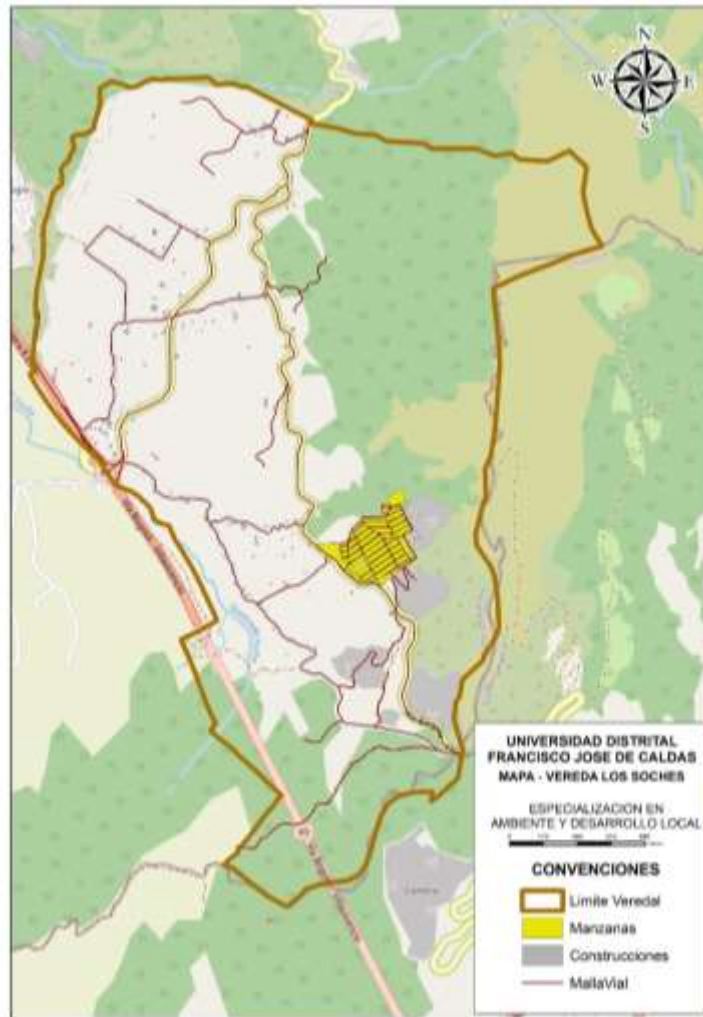 N
W
E
S
UNIVERSIDAD DISTRITAL
FRANCISCO JOSE DE CALDAS
MAPA - VEREDA LOS SOCHES
ESPECIALIZACION EN
AMBIENTE Y DESARROLLO LOCAL
CONVENCIONES
Limite Veredal
Manzanas
Construcciones
MallaVial